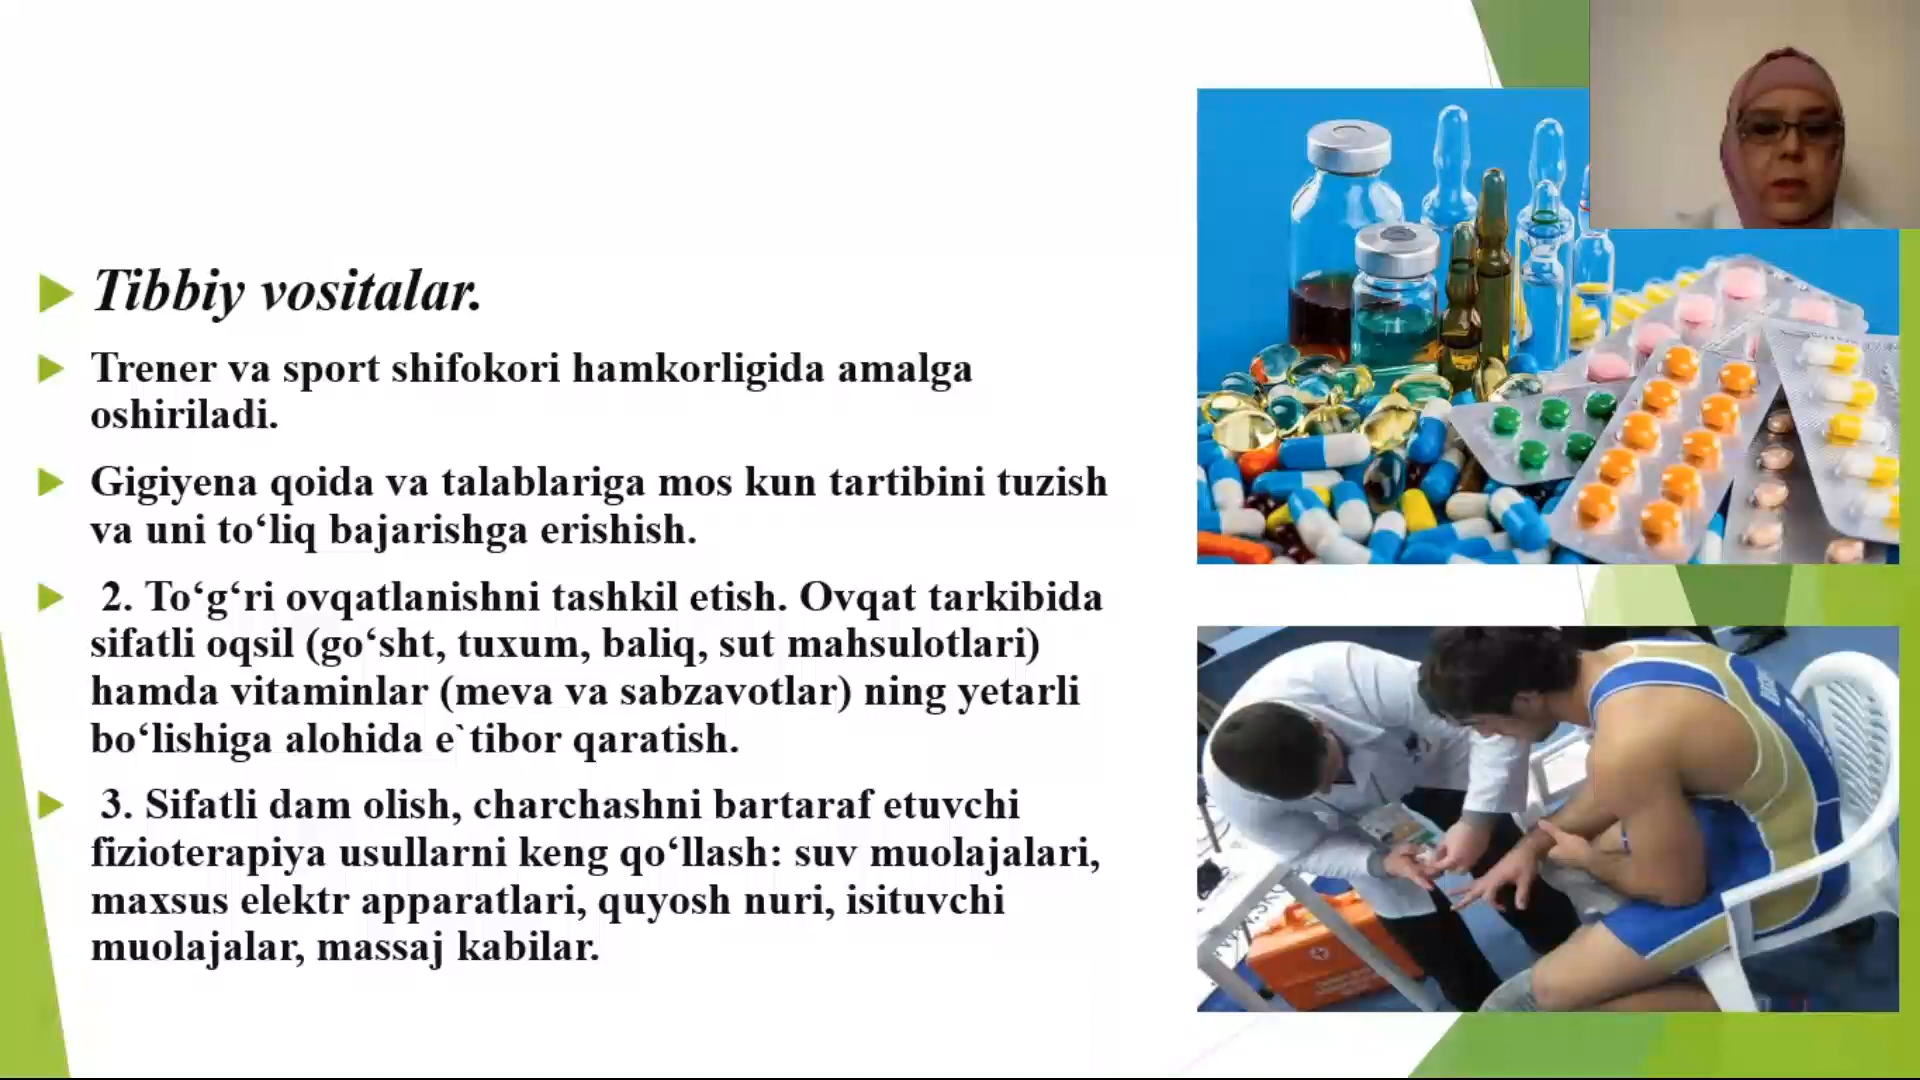 Tibbiy vositalar.
Trener va sport shifokori hamkorligida amalga
oshiriladi.
Gigiyena qoida va talablariga mos kun tartibini tuzish
va uni to‘liq bajarishga erishish.
2. To‘g‘ri ovqatlanishni tashkil etish. Ovqat tarkibida
sifatli oqsil (go‘sht, tuxum, baliq, sut mahsulotlari)
hamda vitaminlar (meva va sabzavotlar) ning yetarli
bo‘lishiga alohida e`tibor qaratish.
3. Sifatli dam olish, charchashni bartaraf etuvchi
fizioterapiya usullarni keng qo‘llash: suv muolajalari,
maxsus elektr apparatlari, quyosh nuri, isituvchi
muolajalar, massaj kabilar.